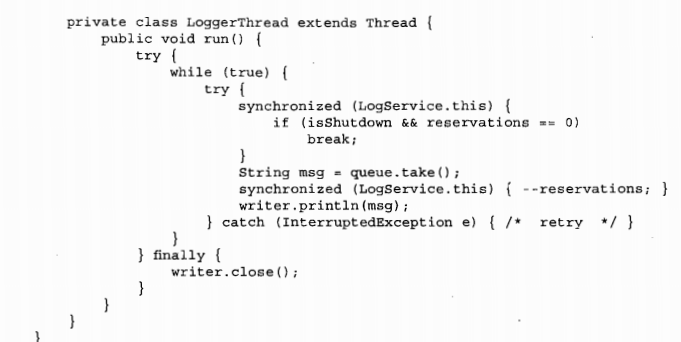 private class LoggerThread extends Thread {
public void run() {
try {
while (true) {
try {
synchronized (LogService.this) {
if (isShutdown && reservations == 0)
break;
}
String msg = queue.take();
synchronized (LogService.this) { --reservations; }
writer.println(msg);
} catch (InterruptedException e) { /* retry */ }
}
} finally {
writer.close();
}
}
}
}